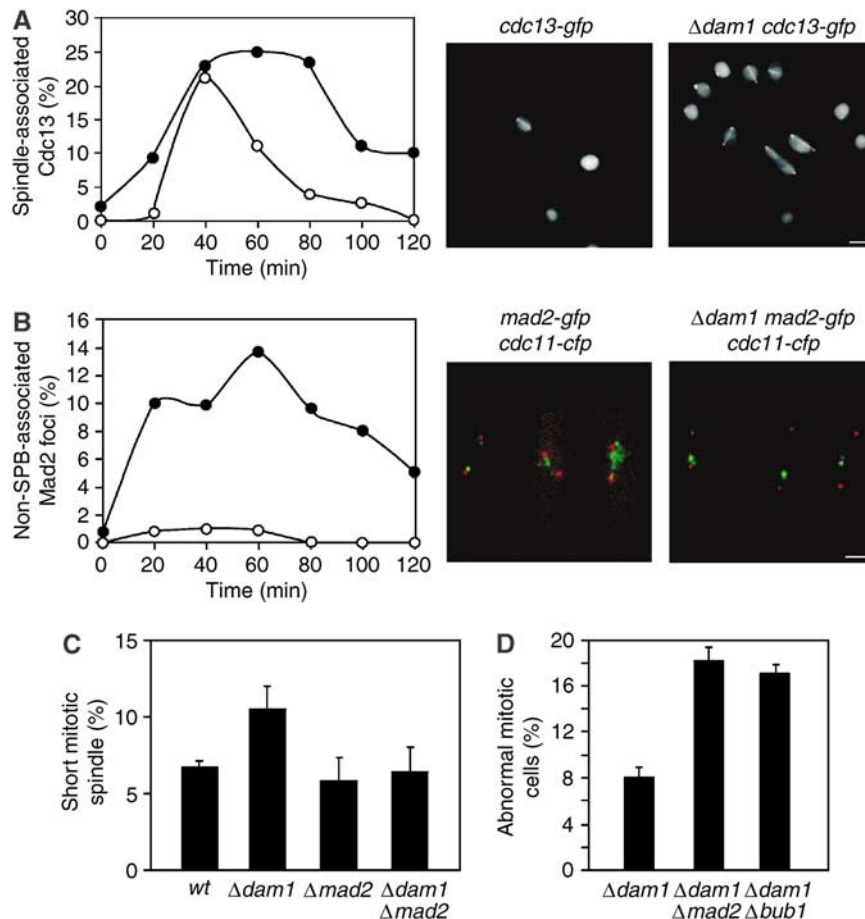 A
Spindle-associated
Cdc13 (%)
30
25
20
15
10
5
0
0 20 40 60 80 100 120
Time (min)
cdc13-gfp
Δdam1 cdc13-gfp
B
Non-SPB-associated
Mad2 foci (%)
16
14
12
10
8
6
4
2
0
0 20 40 60 80 100 120
Time (min)
mad2-gfp
cdc11-cfp
Δdam1 mad2-gfp
cdc11-cfp
C
Short mitotic
spindle (%)
15
10
5
0
wt Δdam1 Δmad2 Δdam1
Δmad2
D
Abnormal mitotic
cells (%)
20
16
12
8
4
0
Δdam1 Δdam1 Δdam1
Δmad2 Δbub1